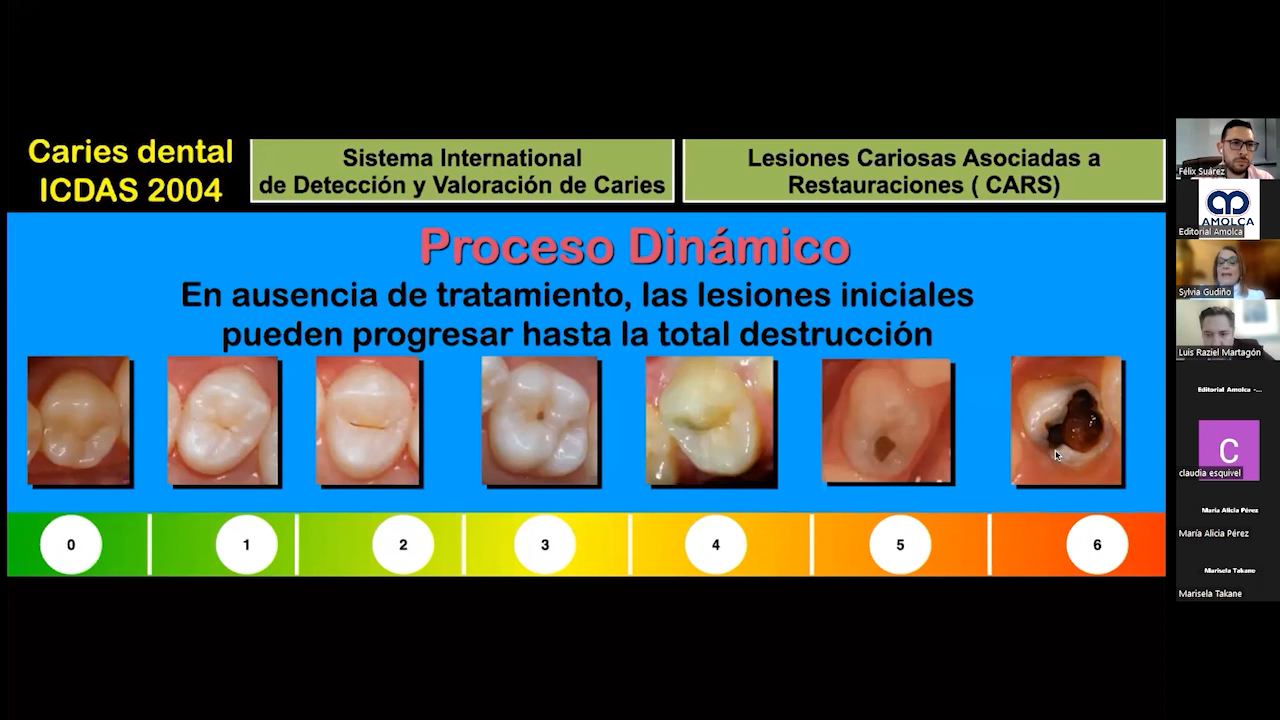 Caries dental
ICDAS 2004
Sistema International
de Detección y Valoración de Caries
Lesiones Cariosas Asociadas a
Restauraciones ( CARS)
Proceso Dinámico
En ausencia de tratamiento, las lesiones iniciales
pueden progresar hasta la total destrucción
0
1
2
3
4
5
6
Félix Suárez
AMOLCA
Editorial Amolca
Sylvia Gudiño
Luis Raziel Martagón
Editorial Amolca -...
C
claudia esquivel
María Alicia Pérez
María Alicia Pérez
Marisela Takane
Marisela Takane